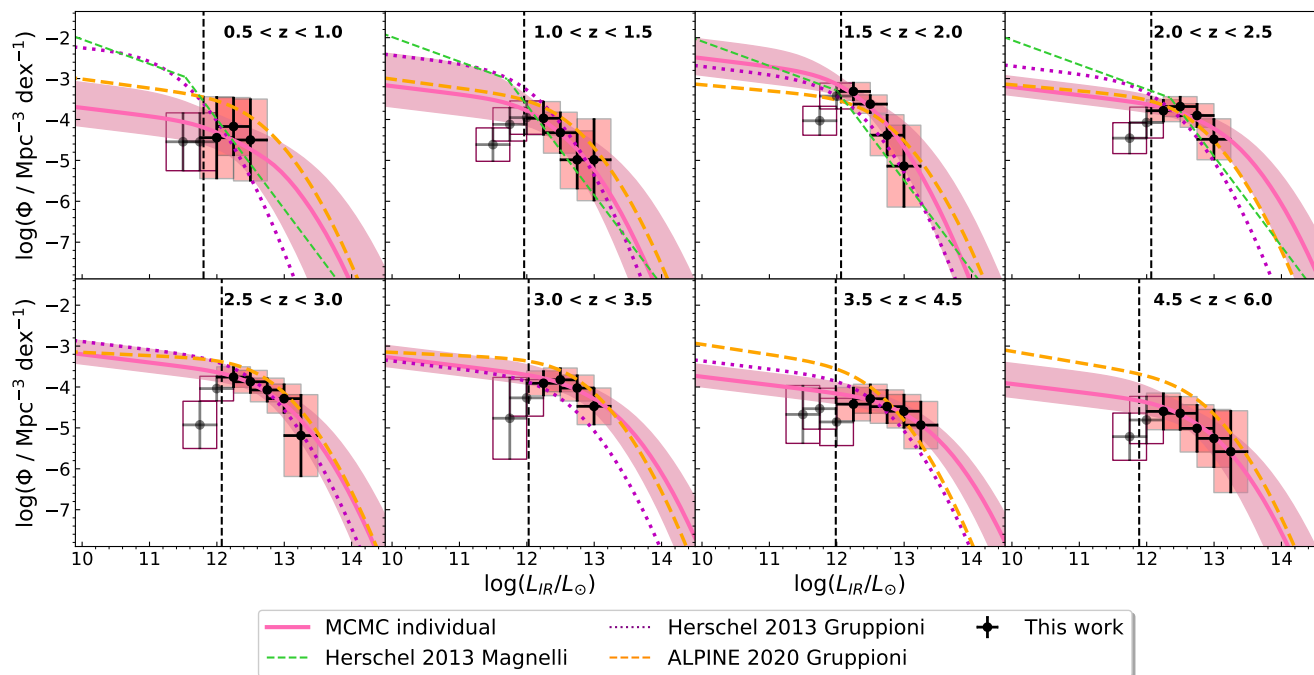 0.5 < z < 1.0 1.0 < z < 1.5 1.5 < z < 2.0 2.0 < z < 2.5
log(Φ / Mpc⁻³ dex⁻¹)
−2
−3
−4
−5
−6
−7
2.5 < z < 3.0 3.0 < z < 3.5 3.5 < z < 4.5 4.5 < z < 6.0
log(Φ / Mpc⁻³ dex⁻¹)
−2
−3
−4
−5
−6
−7
10 11 12 13 14 10 11 12 13 14 10 11 12 13 14 10 11 12 13 14
log(L_IR/L_⊙) log(L_IR/L_⊙)
MCMC individual Herschel 2013 Gruppioni This work
Herschel 2013 Magnelli ALPINE 2020 Gruppioni